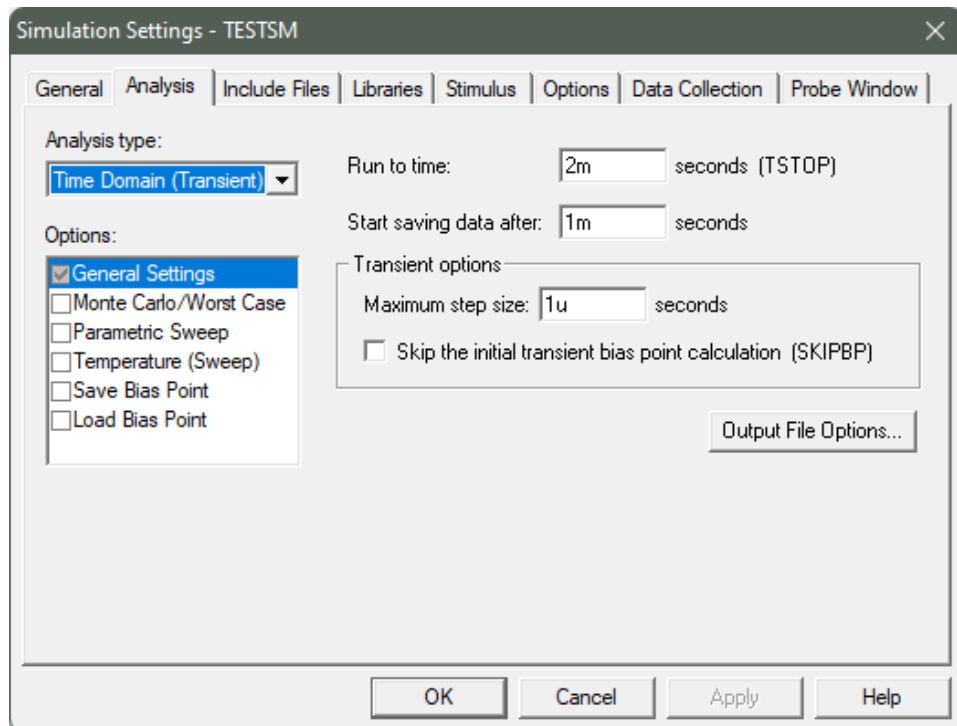 Simulation Settings - TESTSM
General Analysis Include Files Libraries Stimulus Options Data Collection Probe Window
Analysis type:
Time Domain (Transient)
Run to time: 2m seconds (TSTOP)
Start saving data after: 1m seconds
Options:
General Settings
Monte Carlo/Worst Case
Parametric Sweep
Temperature (Sweep)
Save Bias Point
Load Bias Point
Transient options
Maximum step size: 1u seconds
Skip the initial transient bias point calculation (SKIPBP)
Output File Options...
OK Cancel Apply Help